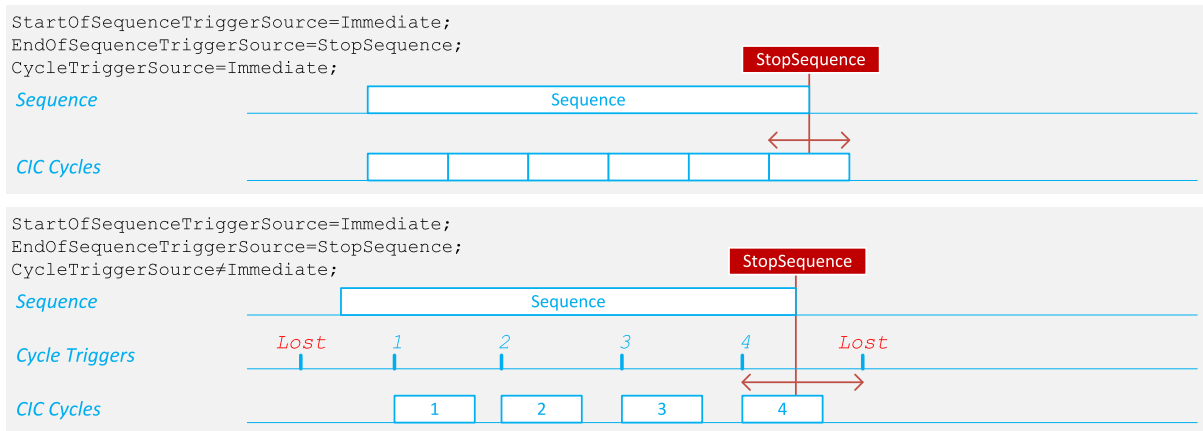 StartOfSequenceTriggerSource=Immediate;
EndOfSequenceTriggerSource=StopSequence;
CycleTriggerSource=Immediate;
StopSequence
Sequence
Sequence
CIC Cycles
StartOfSequenceTriggerSource=Immediate;
EndOfSequenceTriggerSource=StopSequence;
CycleTriggerSource≠Immediate;
StopSequence
Sequence
Sequence
Lost 1 2 3 4 Lost
Cycle Triggers
CIC Cycles
1 2 3 4